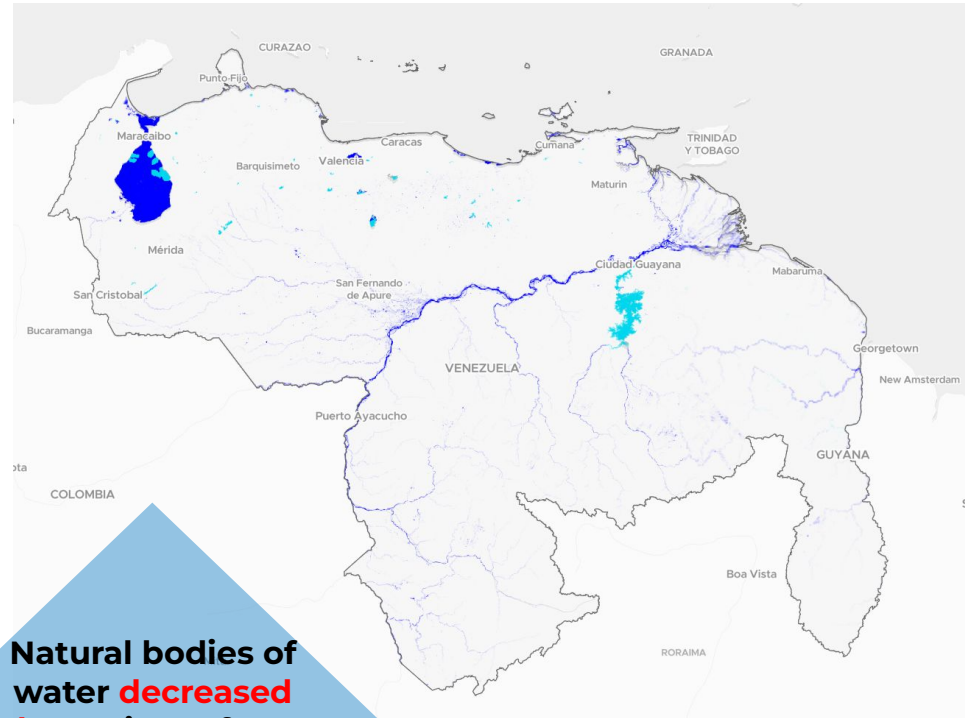 CURAZAO
GRANADA
Punto-Fijo
Maracaibo
Caracas
Cumana
TRINIDAD
Y TOBAGO
Barquisimeto
Valencia
Maturin
Mérida
Ciudad Guayana
Mabaruma
San Cristobal
San Fernando
de Apure
Bucaramanga
Georgetown
VENEZUELA
New Amsterdam
Puerto Ayacucho
GUYANA
COLOMBIA
Boa Vista
RORAIMA
Natural bodies of
water decreased